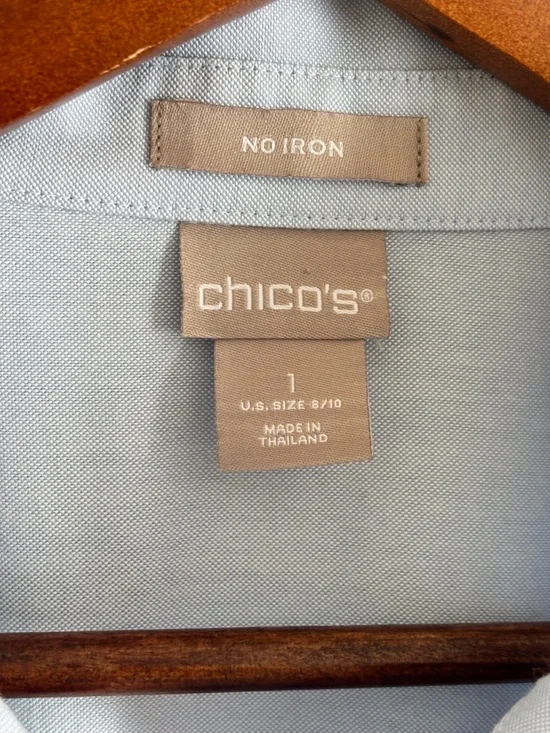 NO IRON
chico's®
1
U.S. SIZE 8/10
MADE IN
THAILAND